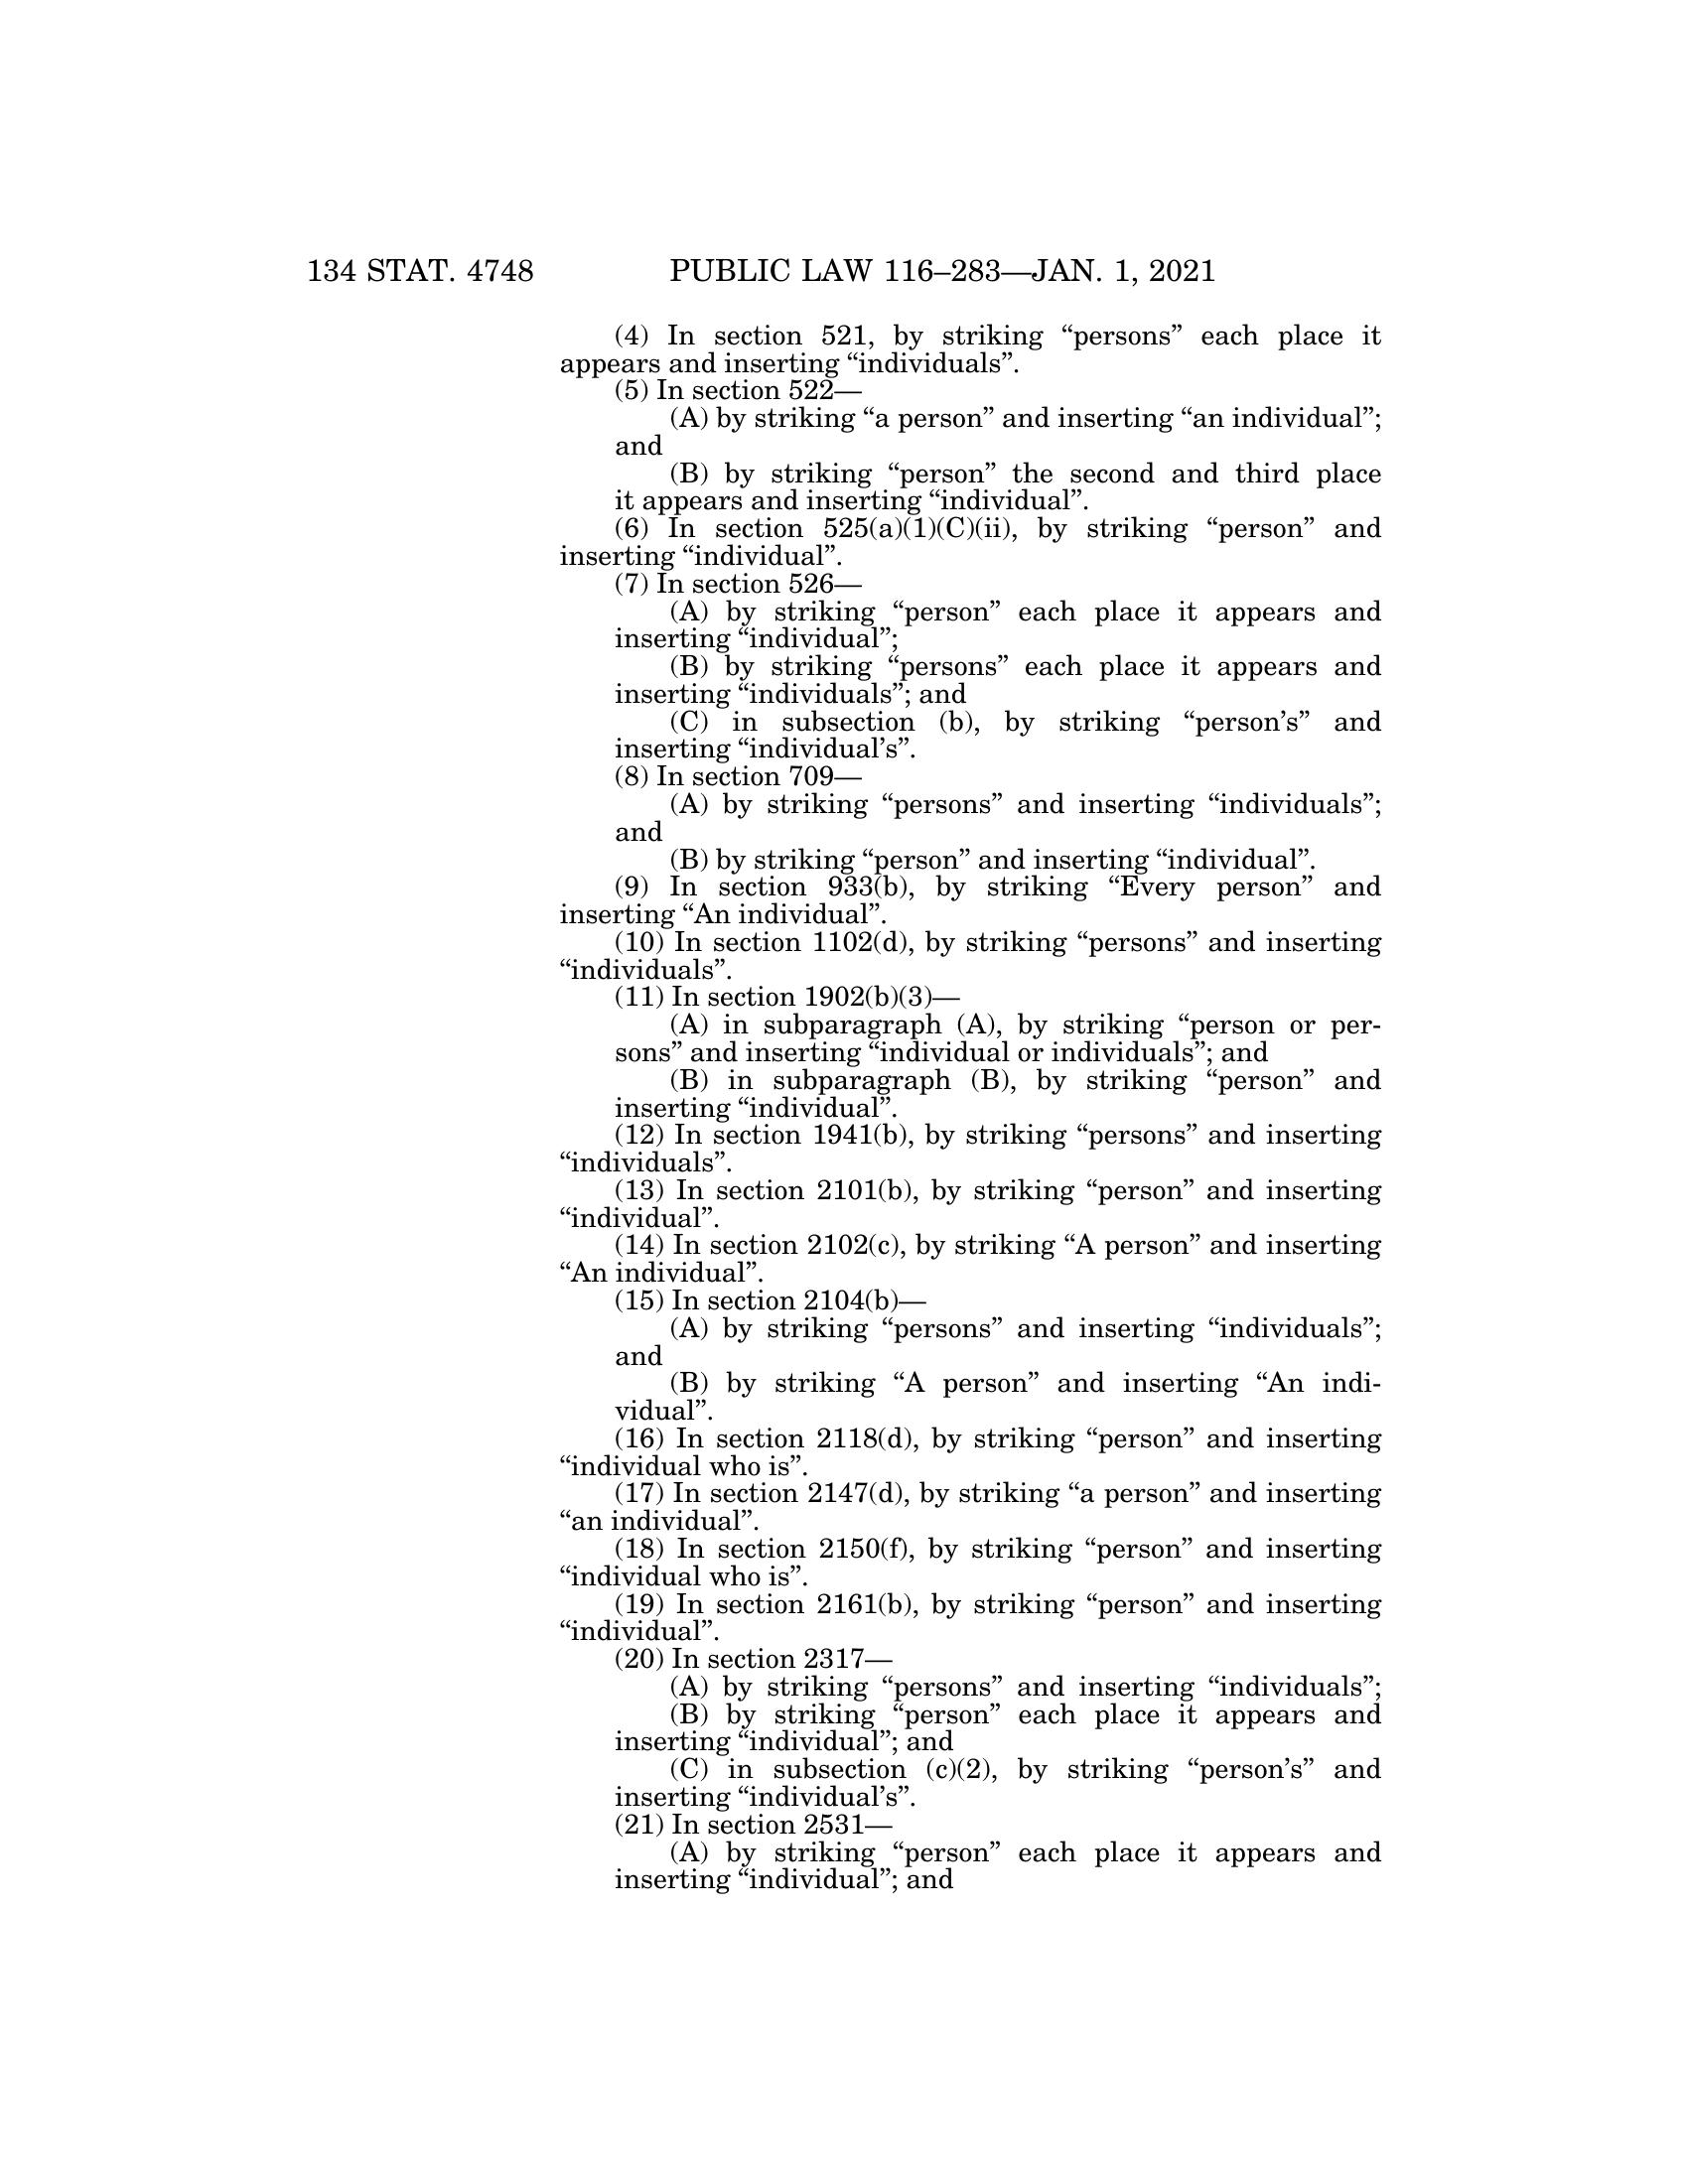 134 STAT. 4748 PUBLIC LAW 116–283—JAN. 1, 2021
(4) In section 521, by striking “persons” each place it
appears and inserting “individuals”.
(5) In section 522—
(A) by striking “a person” and inserting “an individual”;
and
(B) by striking “person” the second and third place
it appears and inserting “individual”.
(6) In section 525(a)(1)(C)(ii), by striking “person” and
inserting “individual”.
(7) In section 526—
(A) by striking “person” each place it appears and
inserting “individual”;
(B) by striking “persons” each place it appears and
inserting “individuals”; and
(C) in subsection (b), by striking “person’s” and
inserting “individual’s”.
(8) In section 709—
(A) by striking “persons” and inserting “individuals”;
and
(B) by striking “person” and inserting “individual”.
(9) In section 933(b), by striking “Every person” and
inserting “An individual”.
(10) In section 1102(d), by striking “persons” and inserting
“individuals”.
(11) In section 1902(b)(3)—
(A) in subparagraph (A), by striking “person or per-
sons” and inserting “individual or individuals”; and
(B) in subparagraph (B), by striking “person” and
inserting “individual”.
(12) In section 1941(b), by striking “persons” and inserting
“individuals”.
(13) In section 2101(b), by striking “person” and inserting
“individual”.
(14) In section 2102(c), by striking “A person” and inserting
“An individual”.
(15) In section 2104(b)—
(A) by striking “persons” and inserting “individuals”;
and
(B) by striking “A person” and inserting “An indi-
vidual”.
(16) In section 2118(d), by striking “person” and inserting
“individual who is”.
(17) In section 2147(d), by striking “a person” and inserting
“an individual”.
(18) In section 2150(f), by striking “person” and inserting
“individual who is”.
(19) In section 2161(b), by striking “person” and inserting
“individual”.
(20) In section 2317—
(A) by striking “persons” and inserting “individuals”;
(B) by striking “person” each place it appears and
inserting “individual”; and
(C) in subsection (c)(2), by striking “person’s” and
inserting “individual’s”.
(21) In section 2531—
(A) by striking “person” each place it appears and
inserting “individual”; and